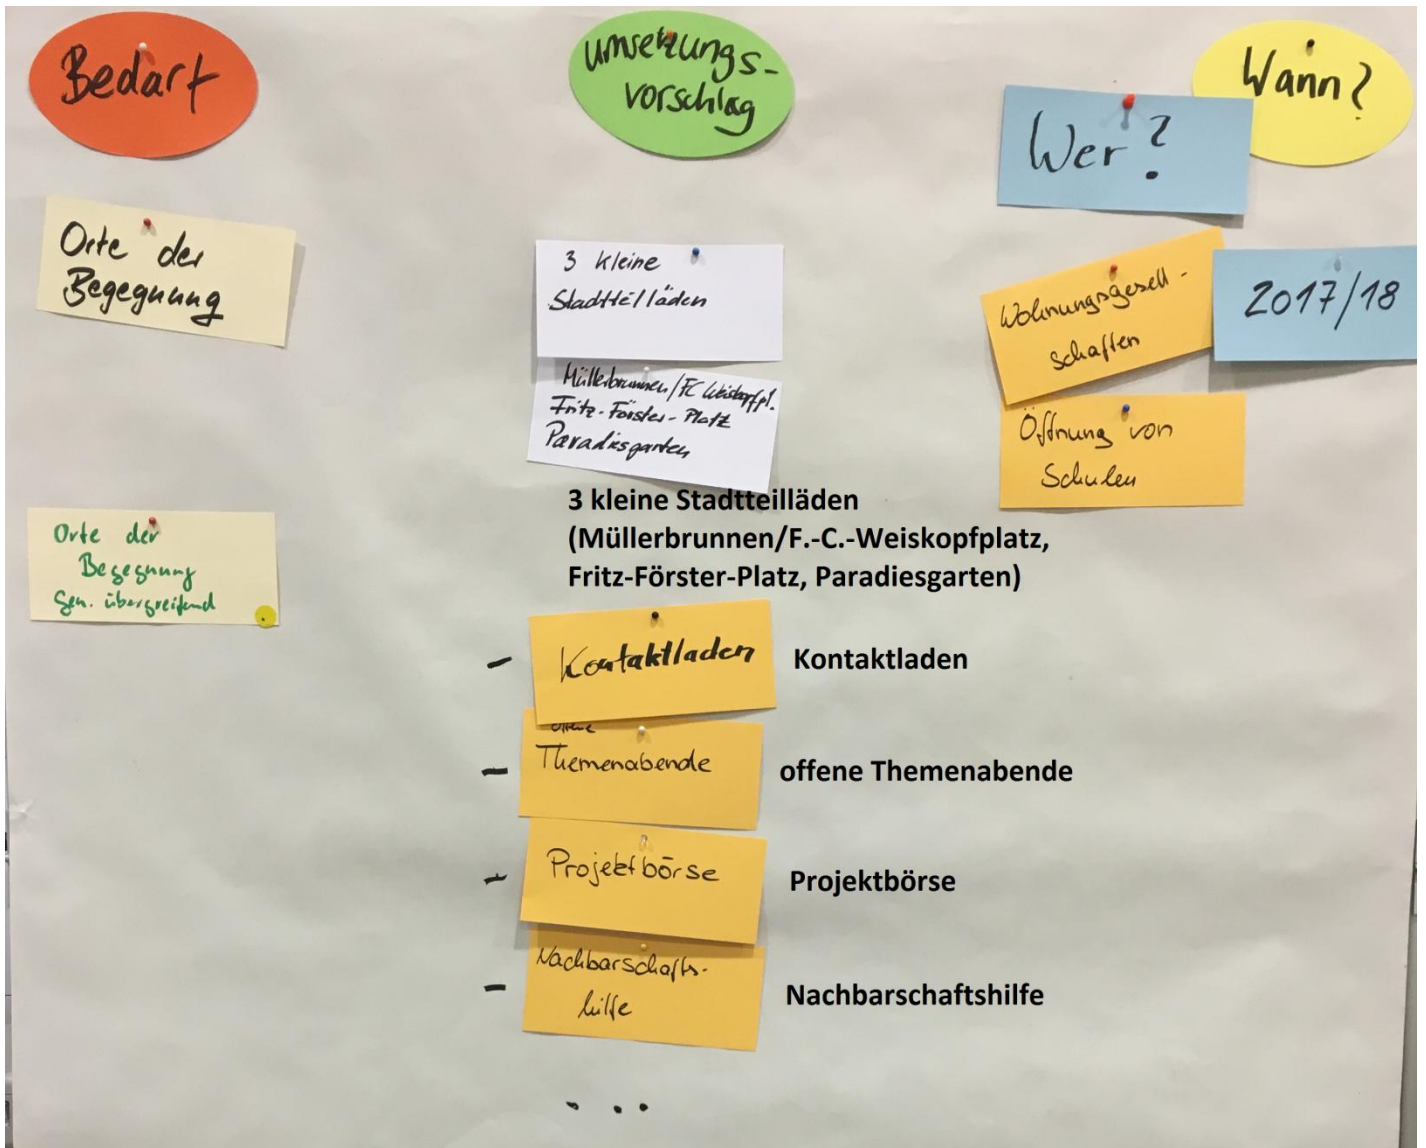 Bedarf
Umsetzungs-
vorschlag
Wer?
Wann?
Orte der
Begegnung
3 kleine
Stadtteilläden
Müllerbrunnen/FC Weiskopfpl.
Fritz-Förster-Platz
Paradiesgarten
Wohnungsgesell-
schaften
2017/18
Öffnung von
Schulen
3 kleine Stadtteilläden
(Müllerbrunnen/F.-C.-Weiskopfplatz,
Fritz-Förster-Platz, Paradiesgarten)
Orte der
Begegnung
Gen. übergreifend
- Kontaktladen
Kontaktladen
offene
- Themenabende
offene Themenabende
- Projektbörse
Projektbörse
- Nachbarschafts-
hilfe
Nachbarschaftshilfe
...